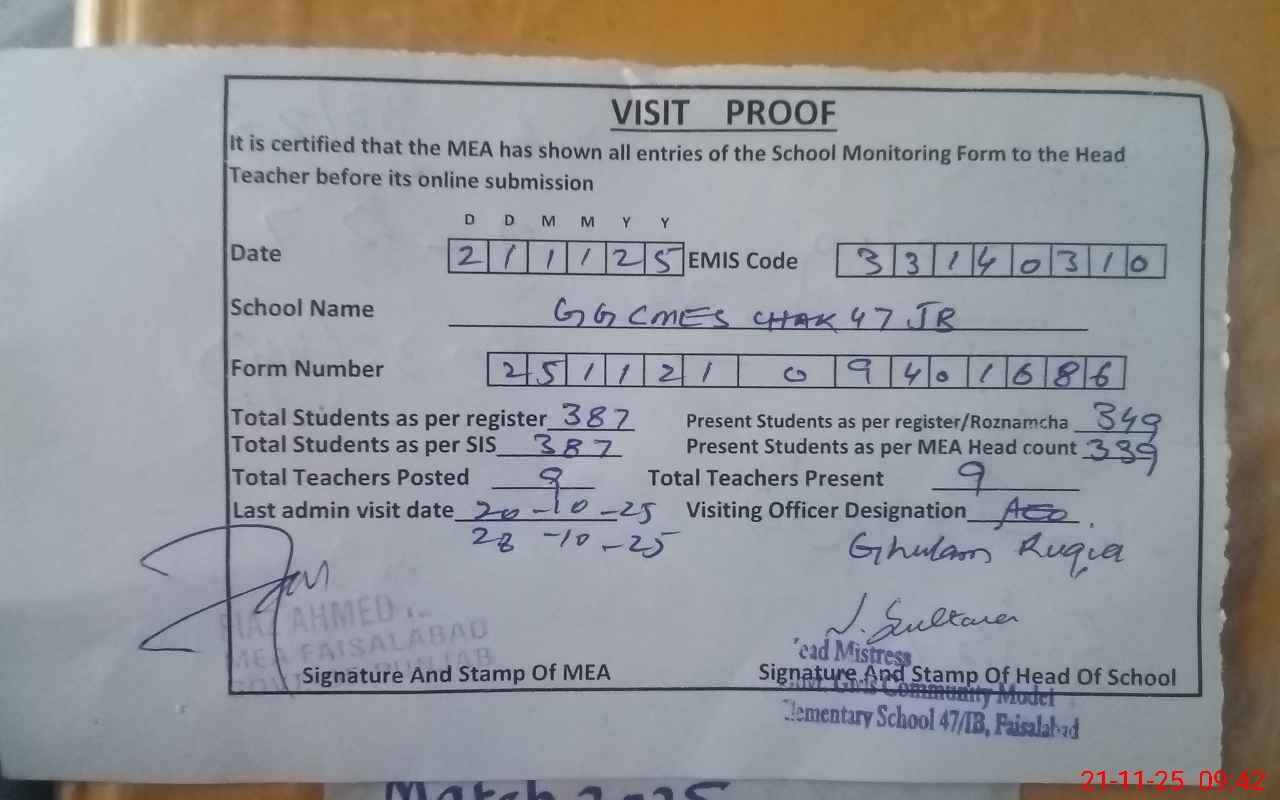 VISIT PROOF
It is certified that the MEA has shown all entries of the School Monitoring Form to the Head
Teacher before its online submission
D D M M Y Y
Date 2 1 1 1 2 5 EMIS Code 3 3 1 4 0 3 1 0
School Name GGCMES CHAK 47 JB
Form Number 2 5 1 1 2 1 0 9 4 0 1 6 8 6
Total Students as per register 387 Present Students as per register/Roznamcha 349
Total Students as per SIS 387 Present Students as per MEA Head count 339
Total Teachers Posted 9 Total Teachers Present 9
Last admin visit date 20-10-25 Visiting Officer Designation AEO
28-10-25 Ghulam Ruqia
AHMED
MEA FAISALABAD
Signature And Stamp Of MEA
S. Sultana
ead Mistress
Signature And Stamp Of Head Of School
Girls Community Model
Elementary School 47/JB, Faisalabad
March 2025
21-11-25 09:42